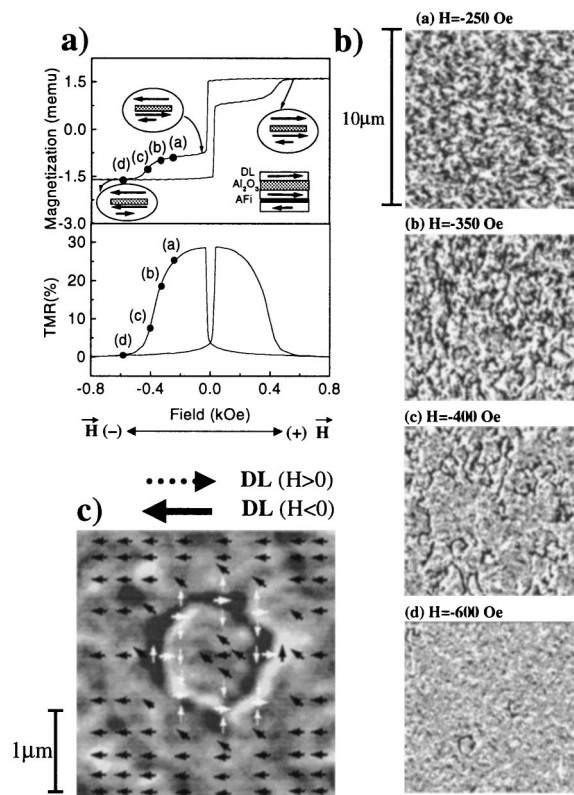 a)
Magnetization (memu)
1.5
0.0
-1.5
-3.0
(d)
(c)
(b)
(a)
DL
Al2O3
AFi
TMR(%)
30
20
10
0
(a)
(b)
(c)
(d)
-0.8 -0.4 0.0 0.4 0.8
Field (kOe)
H (-) (+) H
DL (H>0)
DL (H<0)
c)
1μm
b)
10μm
(a) H=-250 Oe
(b) H=-350 Oe
(c) H=-400 Oe
(d) H=-600 Oe